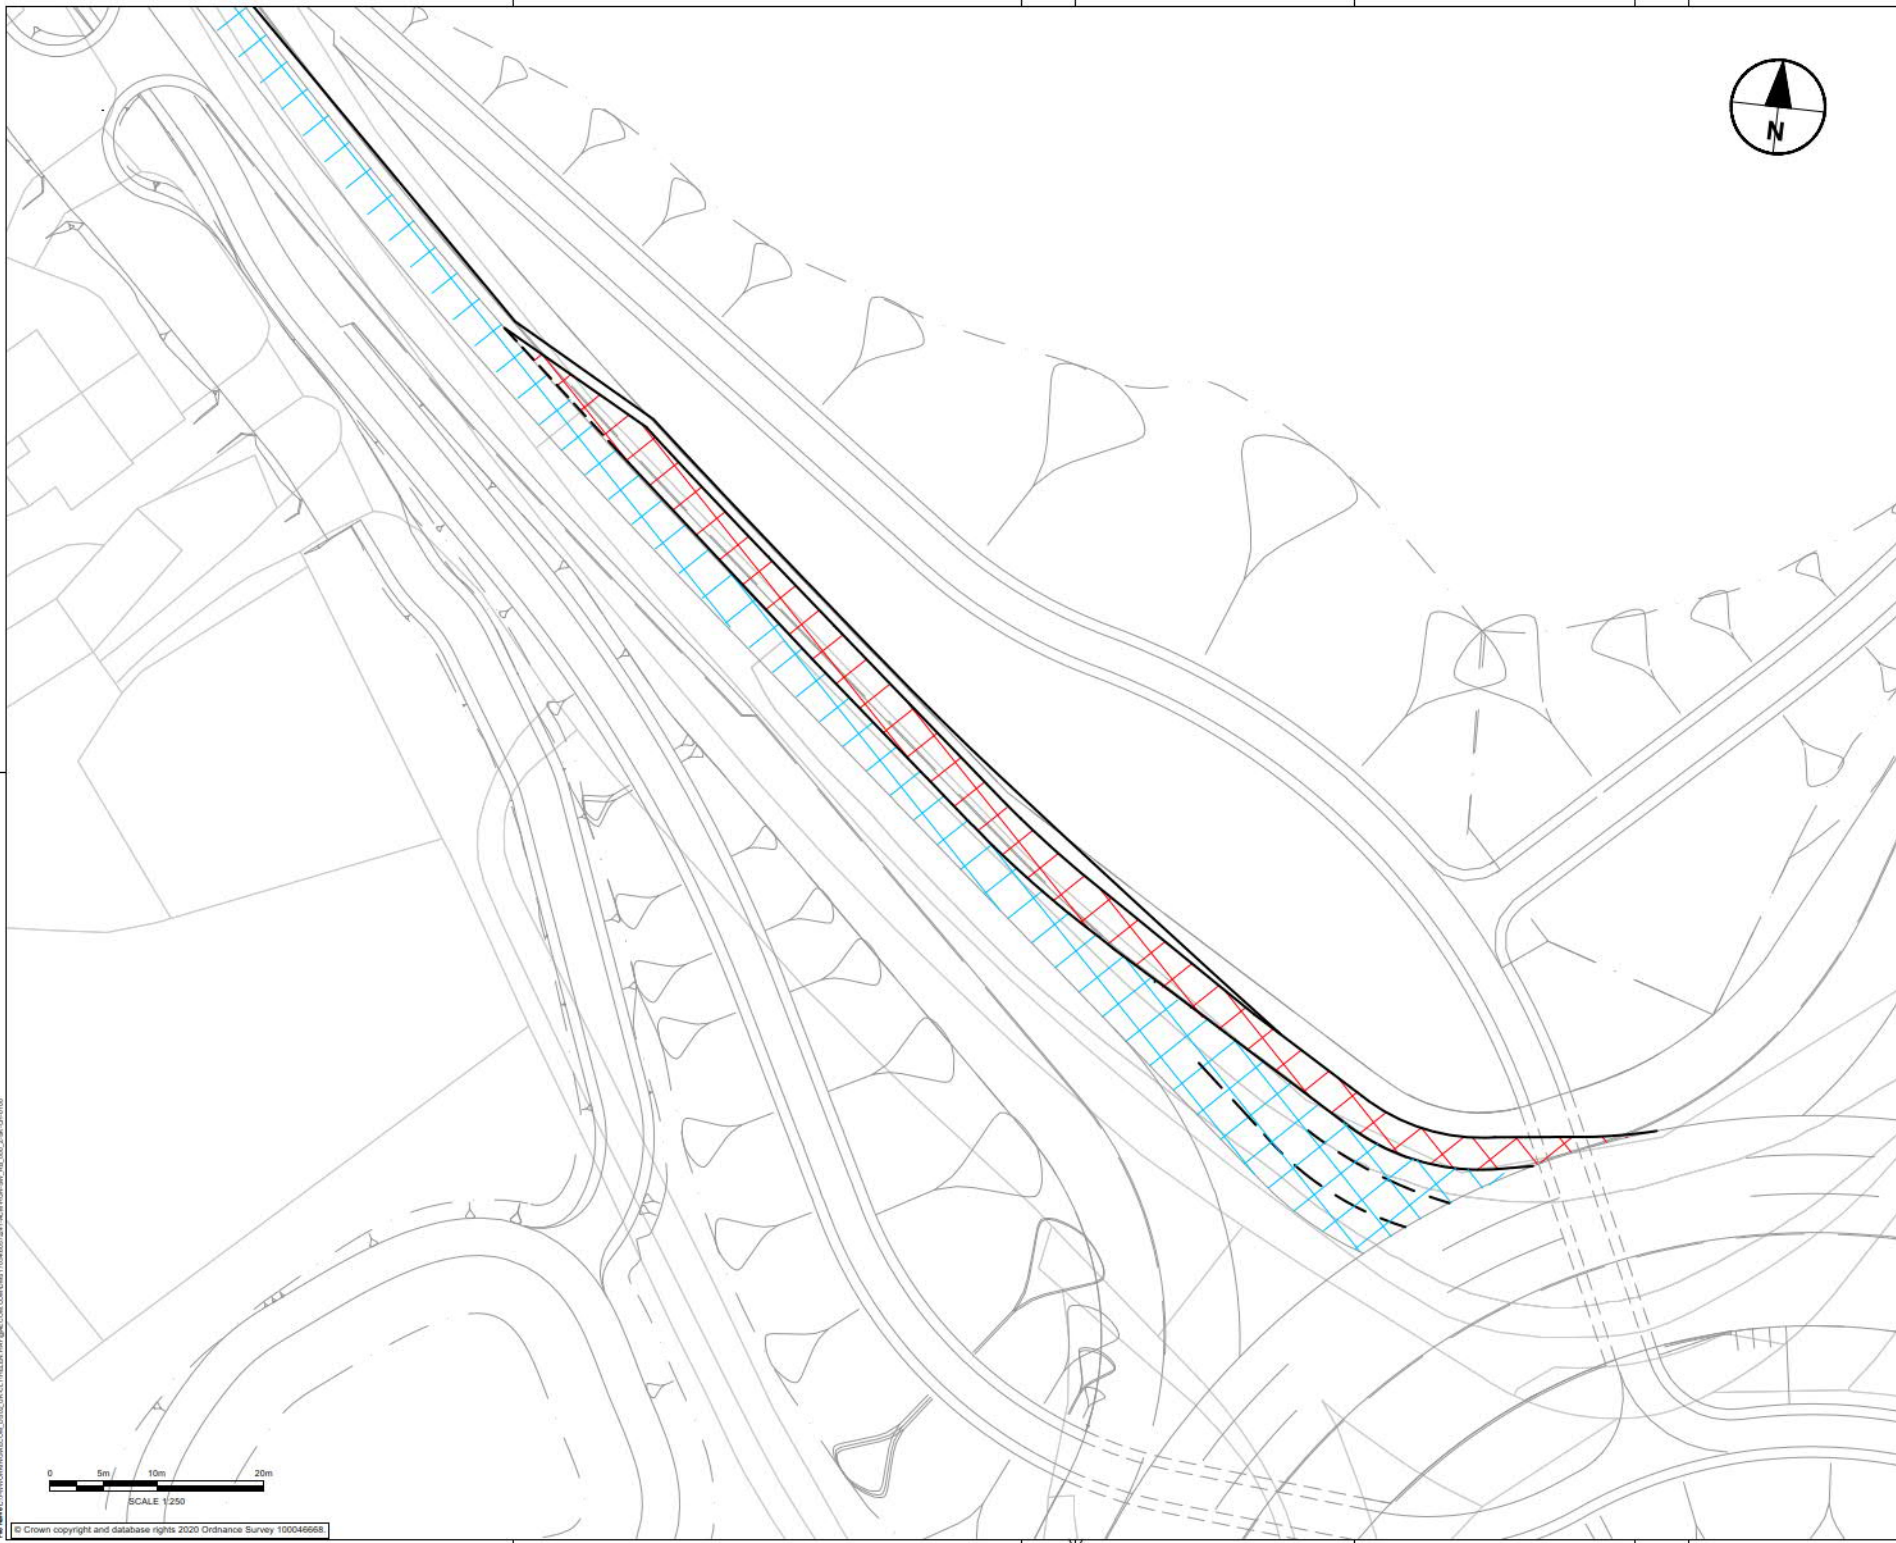 N
0 5m 10m 20m
SCALE 1:250
© Crown copyright and database rights 2020 Ordnance Survey 100046668.